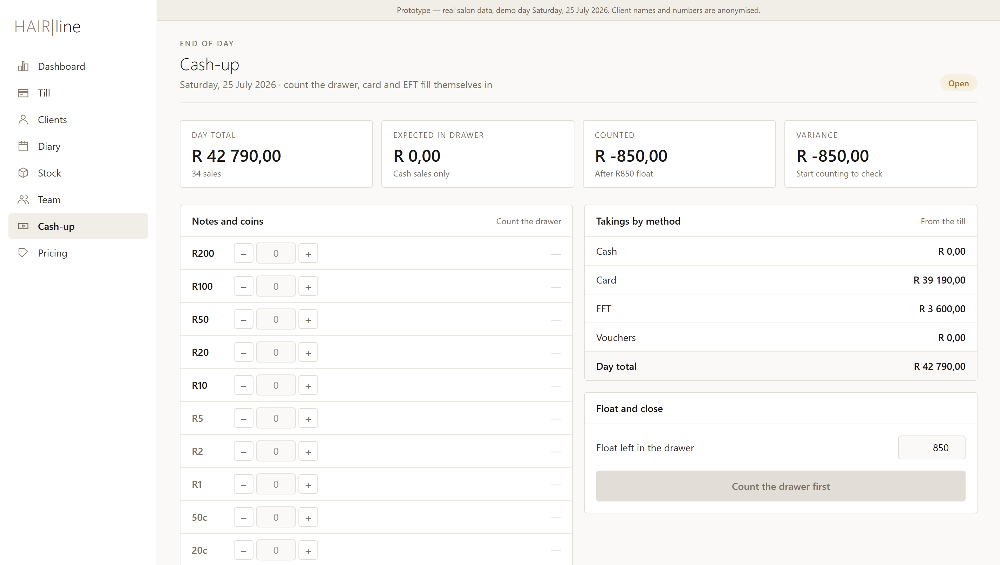 HAIR|line
Dashboard
Till
Clients
Diary
Stock
Team
Cash-up
Pricing
Prototype — real salon data, demo day Saturday, 25 July 2026. Client names and numbers are anonymised.
END OF DAY
Cash-up
Saturday, 25 July 2026 · count the drawer, card and EFT fill themselves in
Open
DAY TOTAL
R 42 790,00
34 sales
EXPECTED IN DRAWER
R 0,00
Cash sales only
COUNTED
R -850,00
After R850 float
VARIANCE
R -850,00
Start counting to check
Notes and coins
Count the drawer
R200 – 0 + —
R100 – 0 + —
R50 – 0 + —
R20 – 0 + —
R10 – 0 + —
R5 – 0 + —
R2 – 0 + —
R1 – 0 + —
50c – 0 + —
20c – 0 + —
Takings by method
From the till
Cash R 0,00
Card R 39 190,00
EFT R 3 600,00
Vouchers R 0,00
Day total R 42 790,00
Float and close
Float left in the drawer 850
Count the drawer first